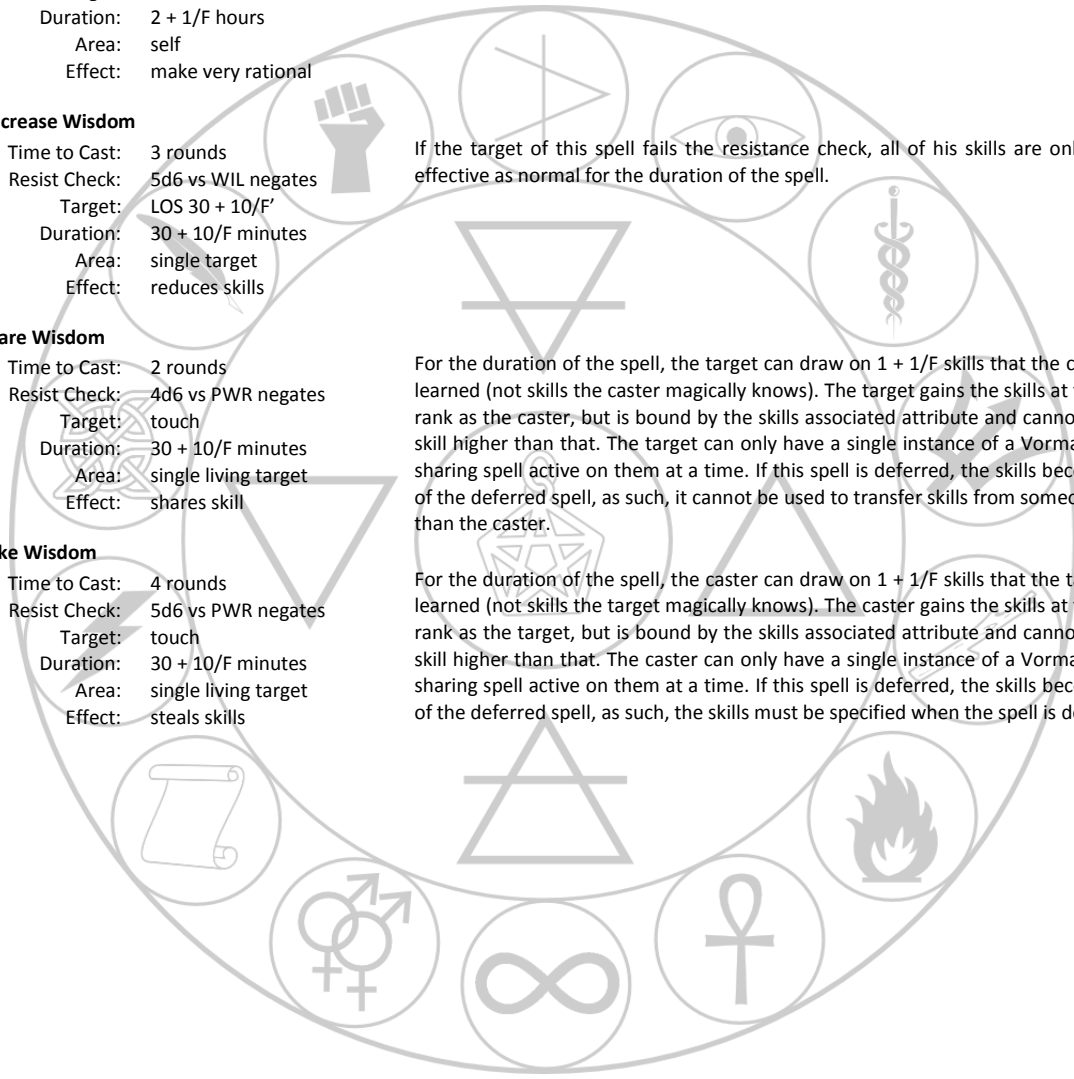 Duration: 2 + 1/F hours
Area: self
Effect: make very rational
crease Wisdom
Time to Cast: 3 rounds
Resist Check: 5d6 vs WIL negates
Target: LOS 30 + 10/F’
Duration: 30 + 10/F minutes
Area: single target
Effect: reduces skills
If the target of this spell fails the resistance check, all of his skills are onl
effective as normal for the duration of the spell.
are Wisdom
Time to Cast: 2 rounds
Resist Check: 4d6 vs PWR negates
Target: touch
Duration: 30 + 10/F minutes
Area: single living target
Effect: shares skill
For the duration of the spell, the target can draw on 1 + 1/F skills that the c
learned (not skills the caster magically knows). The target gains the skills at
rank as the caster, but is bound by the skills associated attribute and canno
skill higher than that. The target can only have a single instance of a Vorma
sharing spell active on them at a time. If this spell is deferred, the skills bec
of the deferred spell, as such, it cannot be used to transfer skills from someo
than the caster.
ke Wisdom
Time to Cast: 4 rounds
Resist Check: 5d6 vs PWR negates
Target: touch
Duration: 30 + 10/F minutes
Area: single living target
Effect: steals skills
For the duration of the spell, the caster can draw on 1 + 1/F skills that the ta
learned (not skills the target magically knows). The caster gains the skills at
rank as the target, but is bound by the skills associated attribute and canno
skill higher than that. The caster can only have a single instance of a Vorma
sharing spell active on them at a time. If this spell is deferred, the skills bec
of the deferred spell, as such, the skills must be specified when the spell is de